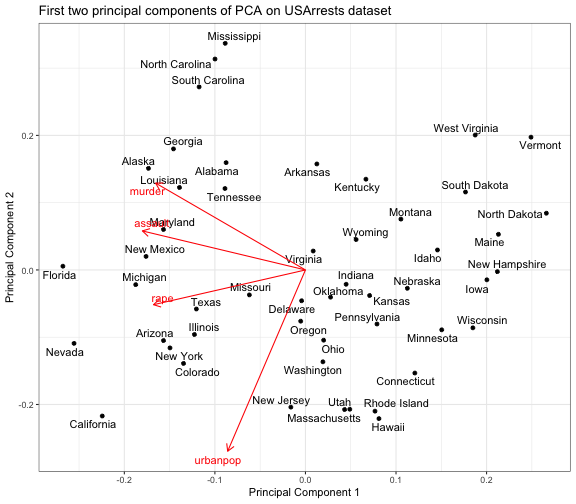 First two principal components of PCA on USArrests dataset
Mississippi
North Carolina
South Carolina
0.2
West Virginia
Vermont
Georgia
Alaska
Alabama
Arkansas
Louisiana
murder
Tennessee
Kentucky
South Dakota
Montana
North Dakota
assault
Maryland
Wyoming
Maine
New Mexico
Virginia
Idaho
New Hampshire
0.0
Florida
Michigan
Missouri
Indiana
Nebraska
Iowa
rape
Texas
Delaware
Oklahoma
Kansas
Pennsylvania
Wisconsin
Arizona
Illinois
Oregon
Minnesota
Nevada
New York
Ohio
Colorado
Washington
Connecticut
-0.2
New Jersey
Utah
Rhode Island
California
Massachusetts
Hawaii
urbanpop
-0.2
-0.1
0.0
0.1
0.2
Principal Component 1
Principal Component 2